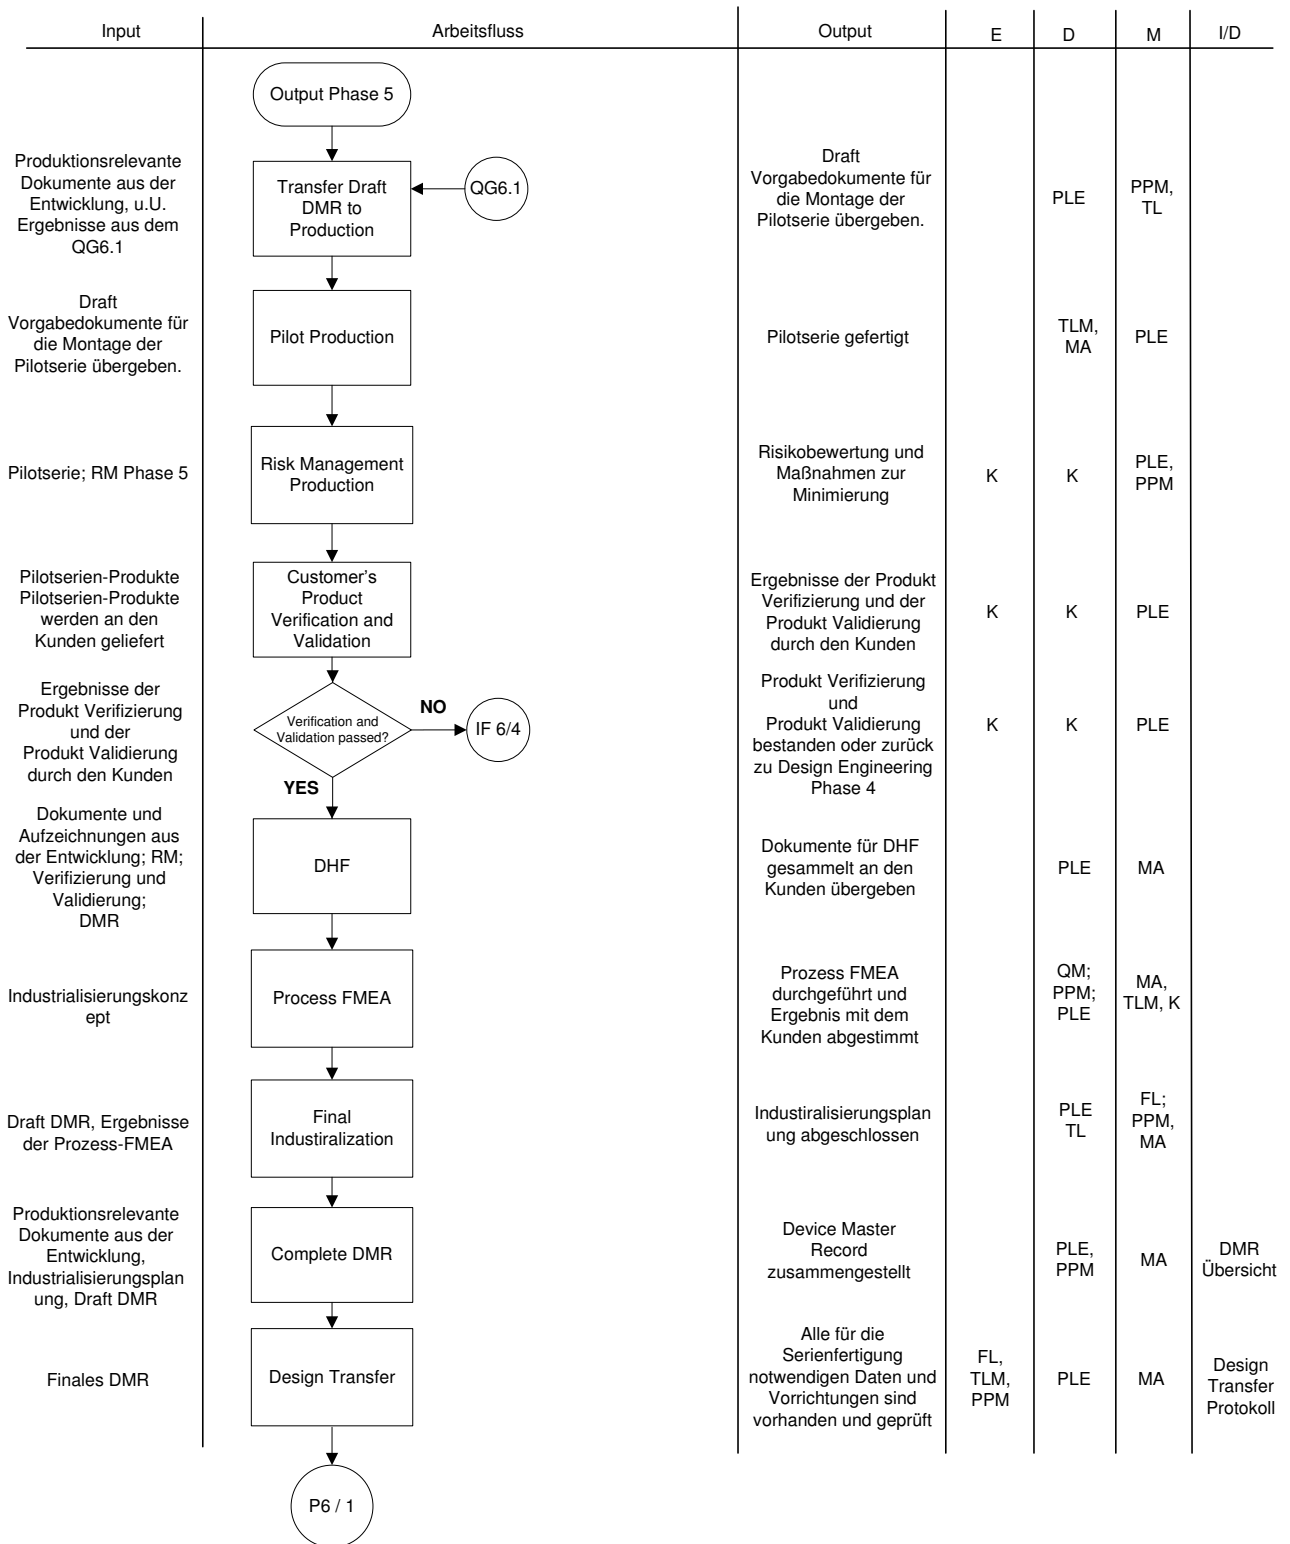 Input
Arbeitsfluss
Output
E
D
M
I/D
Output Phase 5
Produktionsrelevante
Dokumente aus der
Entwicklung, u.U.
Ergebnisse aus dem
QG6.1
Transfer Draft
DMR to
Production
QG6.1
Draft
Vorgabedokumente für
die Montage der
Pilotserie übergeben.
PLE
PPM,
TL
Draft
Vorgabedokumente für
die Montage der
Pilotserie übergeben.
Pilot Production
Pilotserie gefertigt
TLM,
MA
PLE
Pilotserie; RM Phase 5
Risk Management
Production
Risikobewertung und
Maßnahmen zur
Minimierung
K
K
PLE,
PPM
Pilotserien-Produkte
Pilotserien-Produkte
werden an den
Kunden geliefert
Customer's
Product
Verification and
Validation
Ergebnisse der Produkt
Verifizierung und der
Produkt Validierung
durch den Kunden
K
K
PLE
Ergebnisse der
Produkt Verifizierung
und der
Produkt Validierung
durch den Kunden
Verification and
Validation passed?
NO
IF 6/4
YES
Produkt Verifizierung
und
Produkt Validierung
bestanden oder zurück
zu Design Engineering
Phase 4
K
K
PLE
Dokumente und
Aufzeichnungen aus
der Entwicklung; RM;
Verifizierung und
Validierung;
DMR
DHF
Dokumente für DHF
gesammelt an den
Kunden übergeben
PLE
MA
Industrialisierungskonz
ept
Process FMEA
Prozess FMEA
durchgeführt und
Ergebnis mit dem
Kunden abgestimmt
QM;
PPM;
PLE
MA,
TLM, K
Draft DMR, Ergebnisse
der Prozess-FMEA
Final
Industiralization
Industiralisierungsplan
ung abgeschlossen
PLE
TL
FL;
PPM,
MA
Produktionsrelevante
Dokumente aus der
Entwicklung,
Industrialisierungsplan
ung, Draft DMR
Complete DMR
Device Master
Record
zusammengestellt
PLE,
PPM
MA
DMR
Übersicht
Finales DMR
Design Transfer
Alle für die
Serienfertigung
notwendigen Daten und
Vorrichtungen sind
vorhanden und geprüft
FL,
TLM,
PPM
PLE
MA
Design
Transfer
Protokoll
P6 / 1